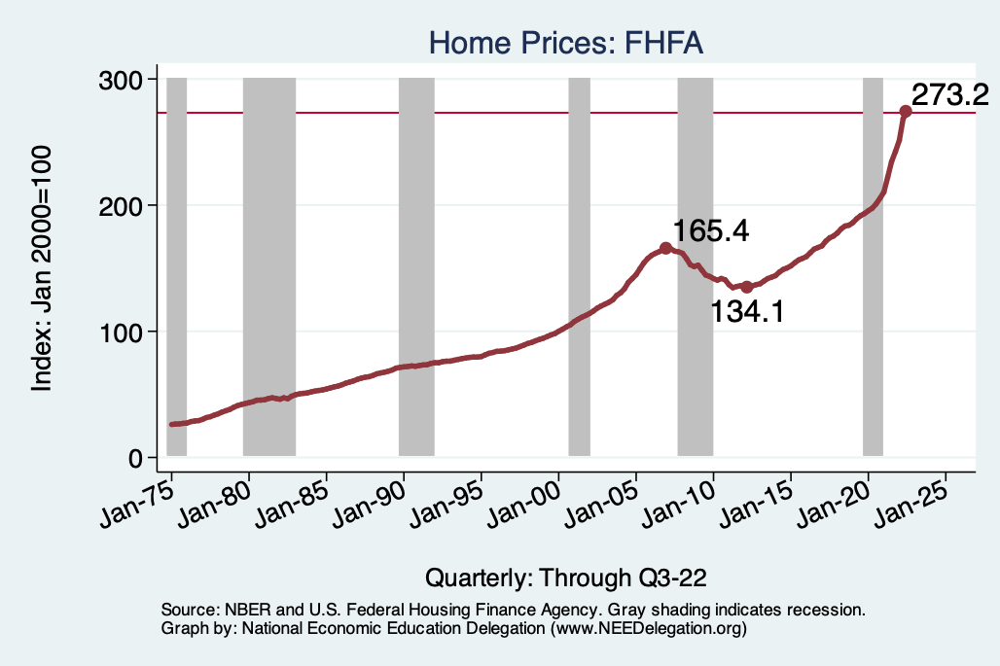 Home Prices: FHFA
Index: Jan 2000=100
300
200
100
0
273.2
165.4
134.1
Jan-75
Jan-80
Jan-85
Jan-90
Jan-95
Jan-00
Jan-05
Jan-10
Jan-15
Jan-20
Jan-25
Quarterly: Through Q3-22
Source: NBER and U.S. Federal Housing Finance Agency. Gray shading indicates recession.
Graph by: National Economic Education Delegation (www.NEEDelegation.org)